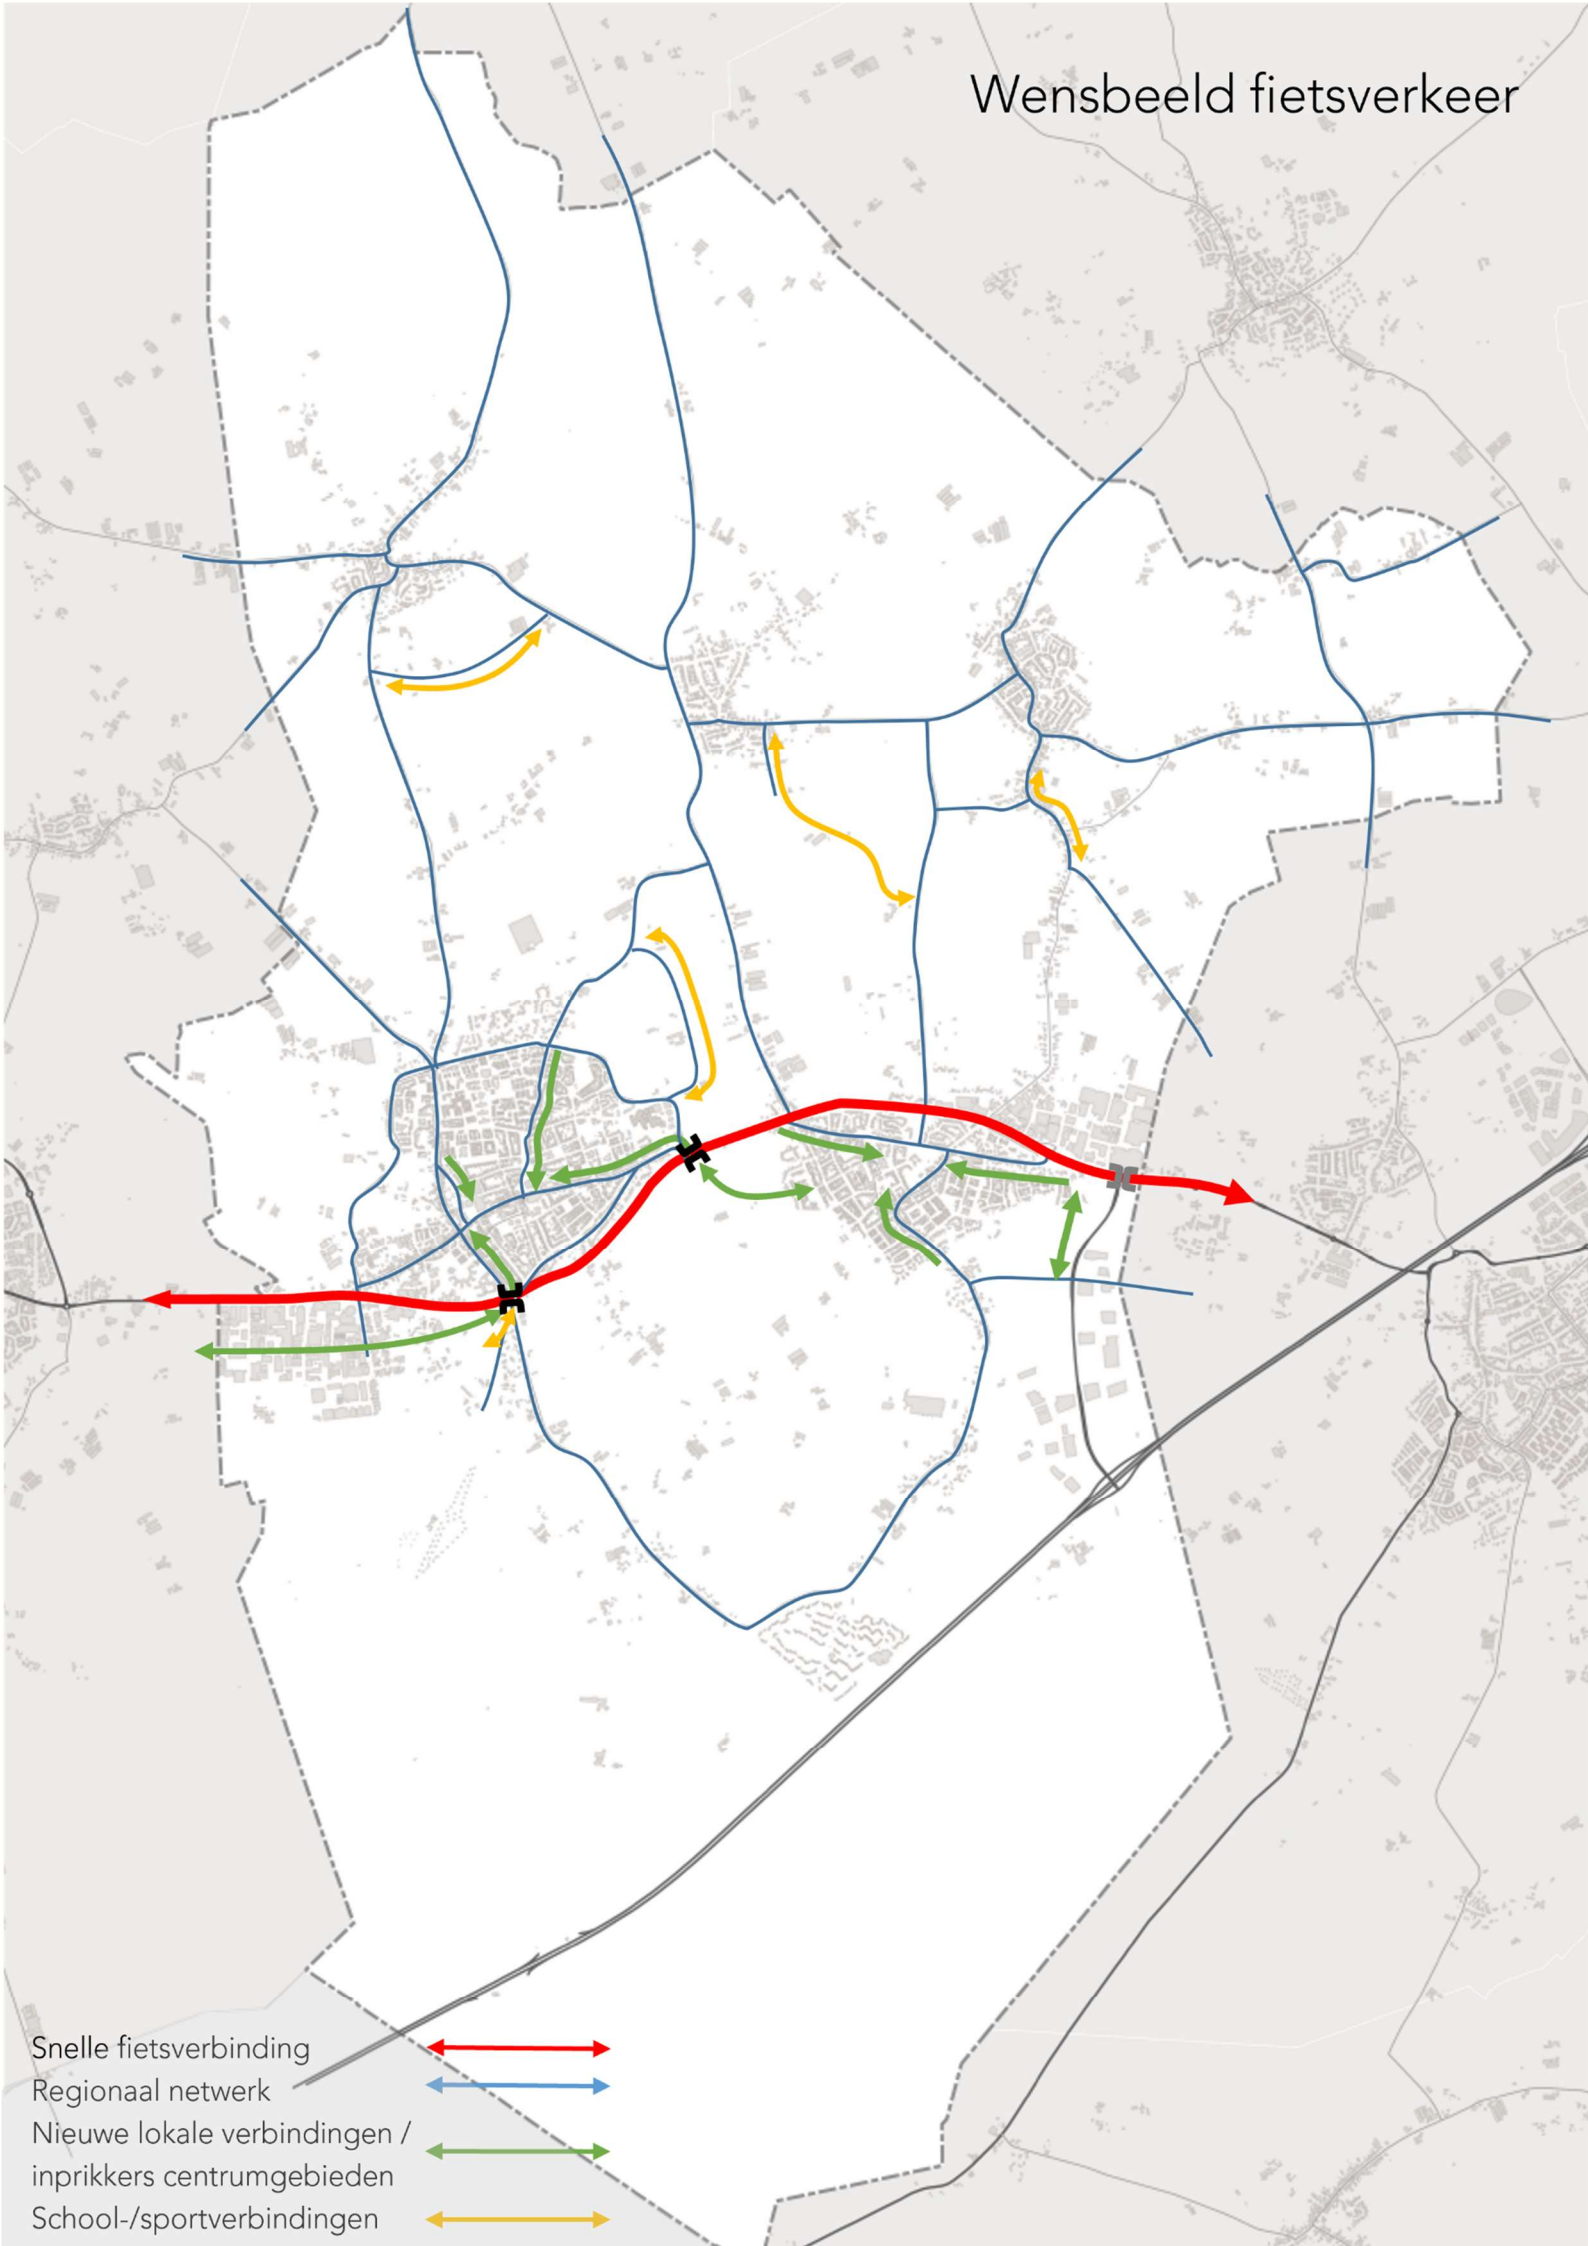 Wensbeeld fietsverkeer
Snelle fietsverbinding
Regionaal netwerk
Nieuwe lokale verbindingen /
inprikkers centrumgebieden
School-/sportverbindingen